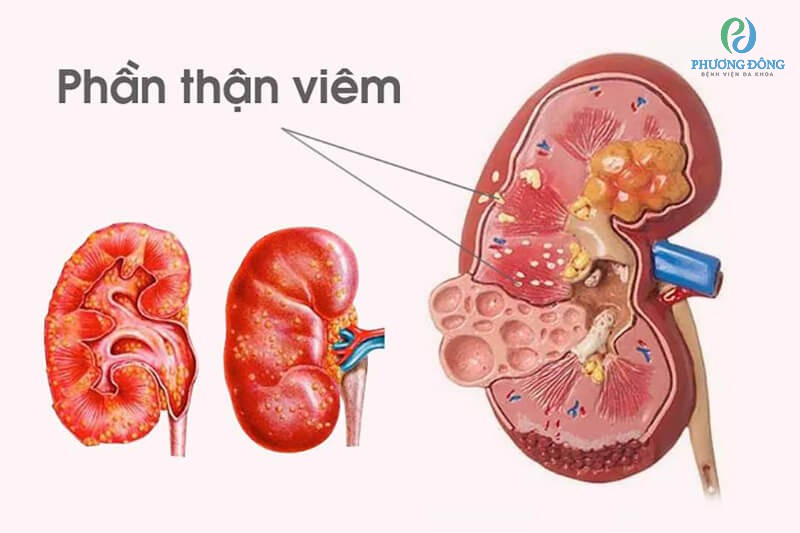 PHƯƠNG ĐÔNG
BỆNH VIỆN ĐA KHOA
Phần thận viêm